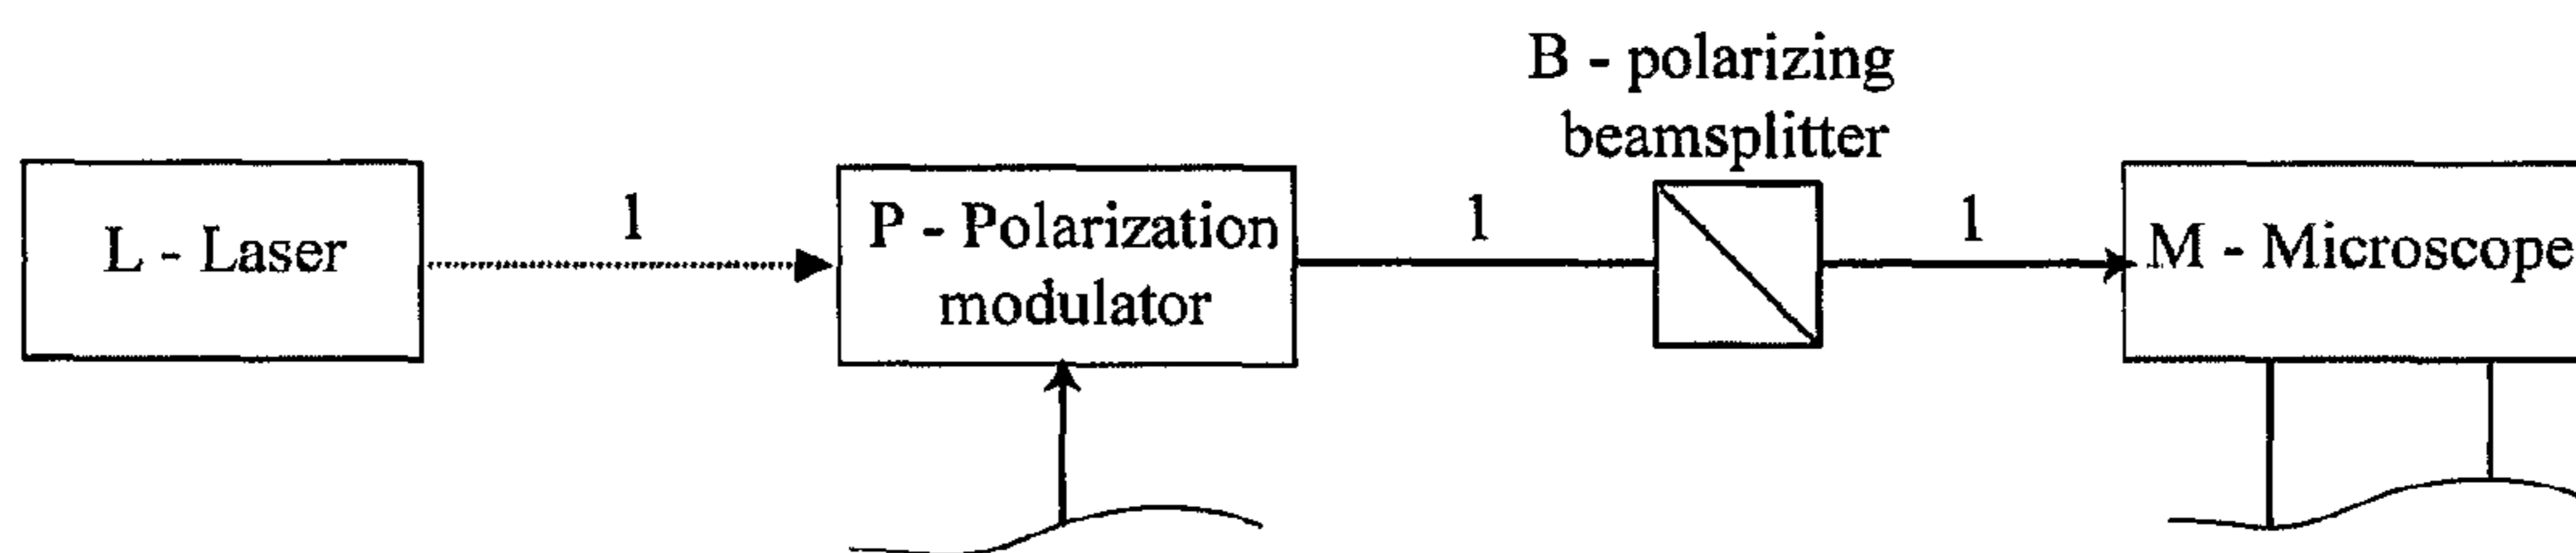 B - polarizing
beamsplitter
L - Laser
1
P - Polarization
modulator
1
1
M - Microscope